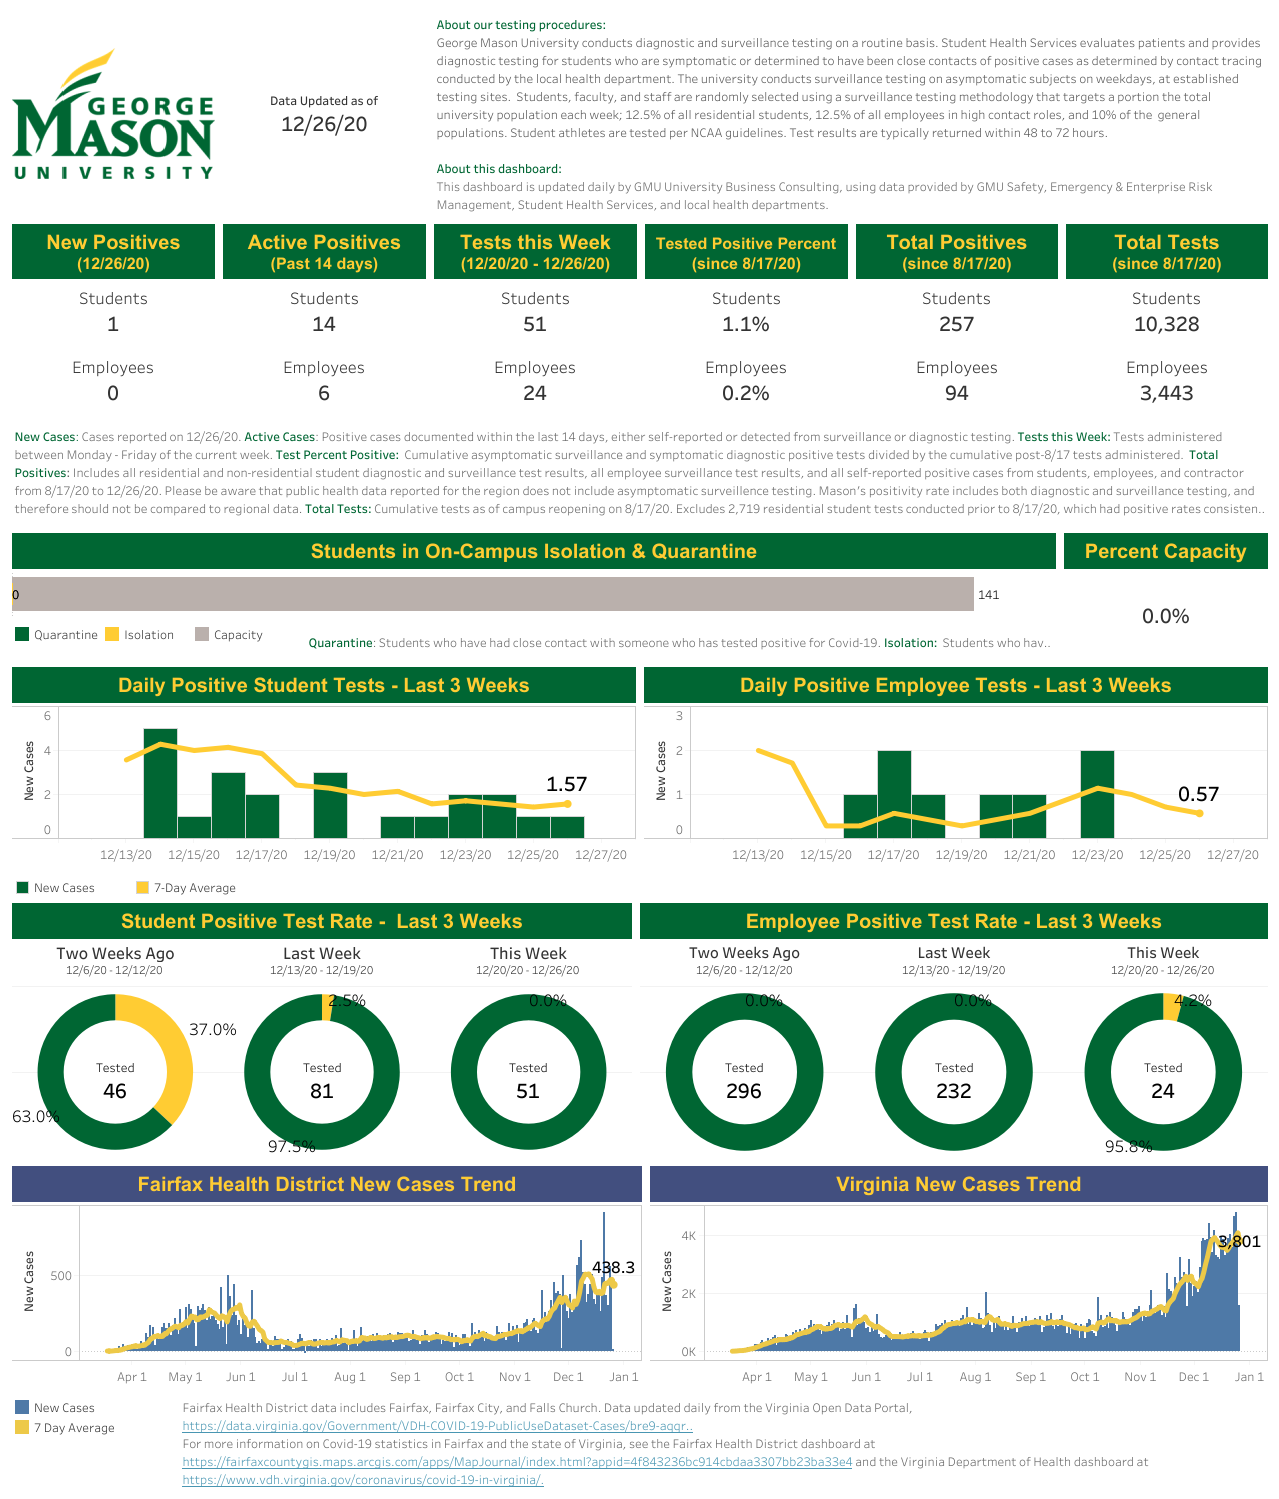 GEORGE
MASON
UNIVERSITY
Data Updated as of
12/26/20
About our testing procedures:
George Mason University conducts diagnostic and surveillance testing on a routine basis. Student Health Services evaluates patients and provides
diagnostic testing for students who are symptomatic or determined to have been close contacts of positive cases as determined by contact tracing
conducted by the local health department. The university conducts surveillance testing on asymptomatic subjects on weekdays, at established
testing sites.  Students, faculty, and staff are randomly selected using a surveillance testing methodology that targets a portion the total
university population each week; 12.5% of all residential students, 12.5% of all employees in high contact roles, and 10% of the  general
populations. Student athletes are tested per NCAA guidelines. Test results are typically returned within 48 to 72 hours.
About this dashboard:
This dashboard is updated daily by GMU University Business Consulting, using data provided by GMU Safety, Emergency & Enterprise Risk
Management, Student Health Services, and local health departments.
New Positives Active Positives Tests this Week Tested Positive Percent Total Positives Total Tests
(12/26/20) (Past 14 days) (12/20/20 - 12/26/20) (since 8/17/20) (since 8/17/20) (since 8/17/20)
Students Students Students Students Students Students
1 14 51 1.1% 257 10,328
Employees Employees Employees Employees Employees Employees
0 6 24 0.2% 94 3,443
New Cases: Cases reported on 12/26/20. Active Cases: Positive cases documented within the last 14 days, either self-reported or detected from surveillance or diagnostic testing. Tests this Week: Tests administered
between Monday - Friday of the current week. Test Percent Positive:  Cumulative asymptomatic surveillance and symptomatic diagnostic positive tests divided by the cumulative post-8/17 tests administered.  Total
Positives: Includes all residential and non-residential student diagnostic and surveillance test results, all employee surveillance test results, and all self-reported positive cases from students, employees, and contractor
from 8/17/20 to 12/26/20. Please be aware that public health data reported for the region does not include asymptomatic surveillence testing. Mason's positivity rate includes both diagnostic and surveillance testing, and
therefore should not be compared to regional data. Total Tests: Cumulative tests as of campus reopening on 8/17/20. Excludes 2,719 residential student tests conducted prior to 8/17/20, which had positive rates consisten..
Students in On-Campus Isolation & Quarantine Percent Capacity
0 141
0.0%
Quarantine Isolation Capacity
Quarantine: Students who have had close contact with someone who has tested positive for Covid-19. Isolation:  Students who hav..
Daily Positive Student Tests - Last 3 Weeks
New Cases
6
4
2
0
1.57
12/13/20 12/15/20 12/17/20 12/19/20 12/21/20 12/23/20 12/25/20 12/27/20
Daily Positive Employee Tests - Last 3 Weeks
New Cases
3
2
1
0
0.57
12/13/20 12/15/20 12/17/20 12/19/20 12/21/20 12/23/20 12/25/20 12/27/20
New Cases 7-Day Average
Student Positive Test Rate -  Last 3 Weeks
Two Weeks Ago Last Week This Week
12/6/20 - 12/12/20 12/13/20 - 12/19/20 12/20/20 - 12/26/20
2.5% 0.0%
37.0%
Tested Tested Tested
46 81 51
63.0%
97.5%
Employee Positive Test Rate - Last 3 Weeks
Two Weeks Ago Last Week This Week
12/6/20 - 12/12/20 12/13/20 - 12/19/20 12/20/20 - 12/26/20
0.0% 0.0% 4.2%
Tested Tested Tested
296 232 24
95.8%
Fairfax Health District New Cases Trend
New Cases
500
0
438.3
Apr 1 May 1 Jun 1 Jul 1 Aug 1 Sep 1 Oct 1 Nov 1 Dec 1 Jan 1
Virginia New Cases Trend
New Cases
4K
2K
0K
3,801
Apr 1 May 1 Jun 1 Jul 1 Aug 1 Sep 1 Oct 1 Nov 1 Dec 1 Jan 1
New Cases
7 Day Average
Fairfax Health District data includes Fairfax, Fairfax City, and Falls Church. Data updated daily from the Virginia Open Data Portal,
https://data.virginia.gov/Government/VDH-COVID-19-PublicUseDataset-Cases/bre9-aqqr..
For more information on Covid-19 statistics in Fairfax and the state of Virginia, see the Fairfax Health District dashboard at
https://fairfaxcountygis.maps.arcgis.com/apps/MapJournal/index.html?appid=4f843236bc914cbdaa3307bb23ba33e4 and the Virginia Department of Health dashboard at
https://www.vdh.virginia.gov/coronavirus/covid-19-in-virginia/.